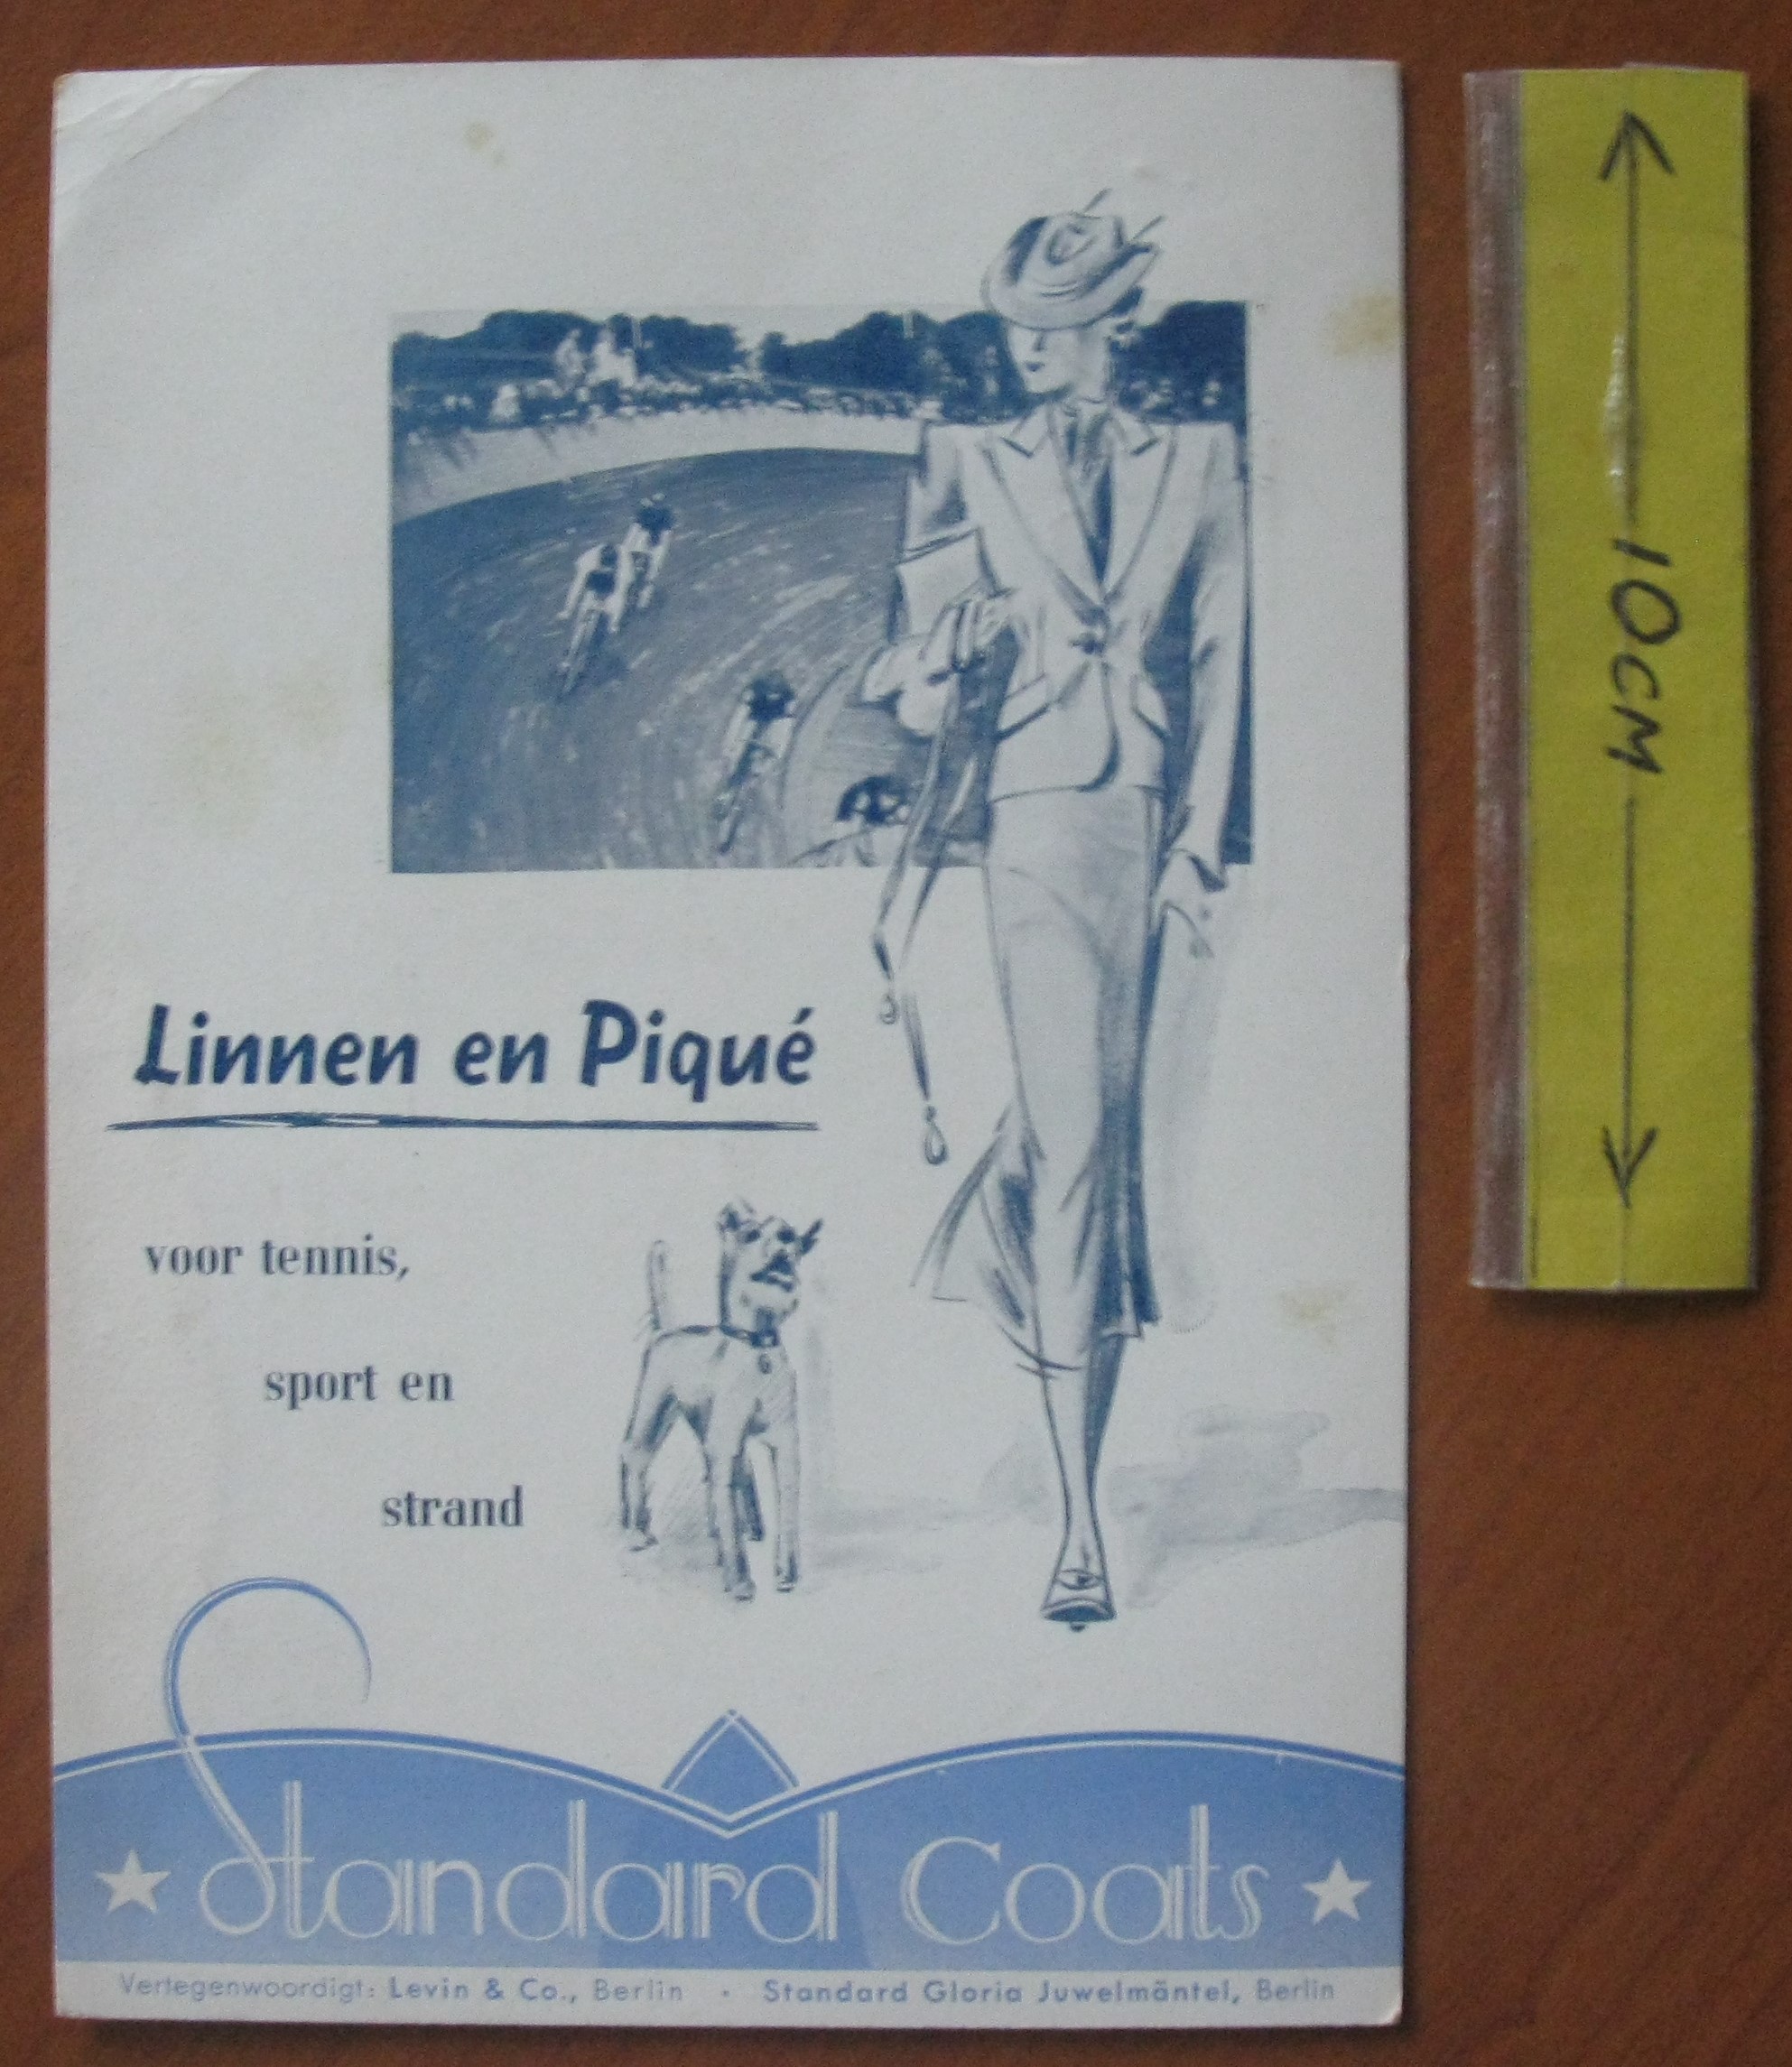 Linnen en Piqué
voor tennis,
sport en
strand
Standard Coats
Vertegenwoordigt: Levin & Co., Berlin · Standard Gloria Juwelmäntel, Berlin
10CM